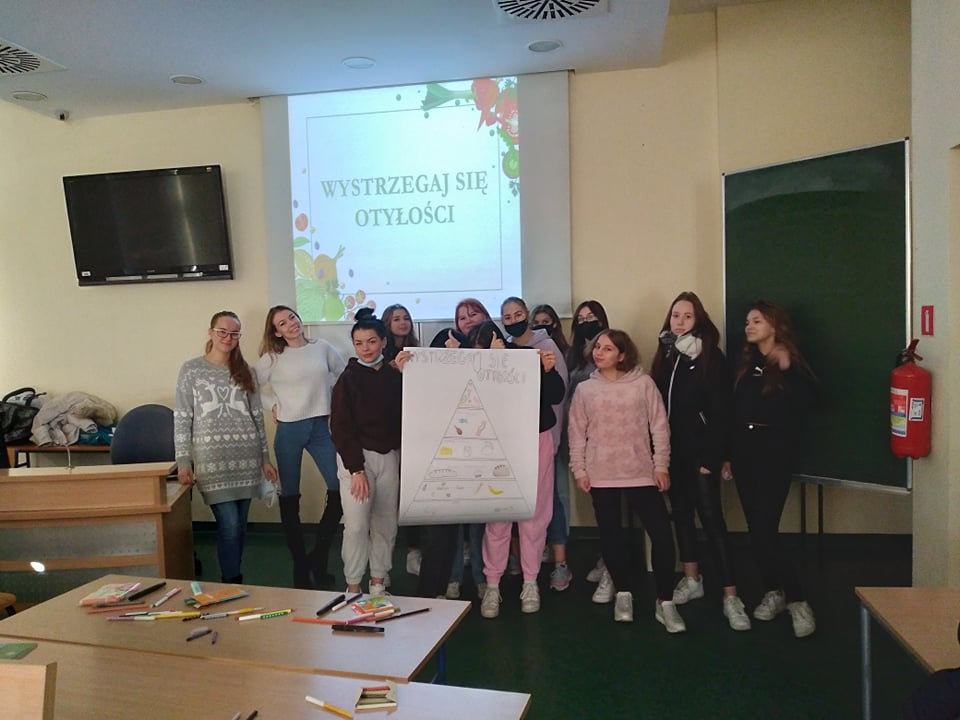 WYSTRZEGAJ SIĘ
OTYŁOŚCI
WYSTRZEGAJ SIĘ
OTYŁOŚCI